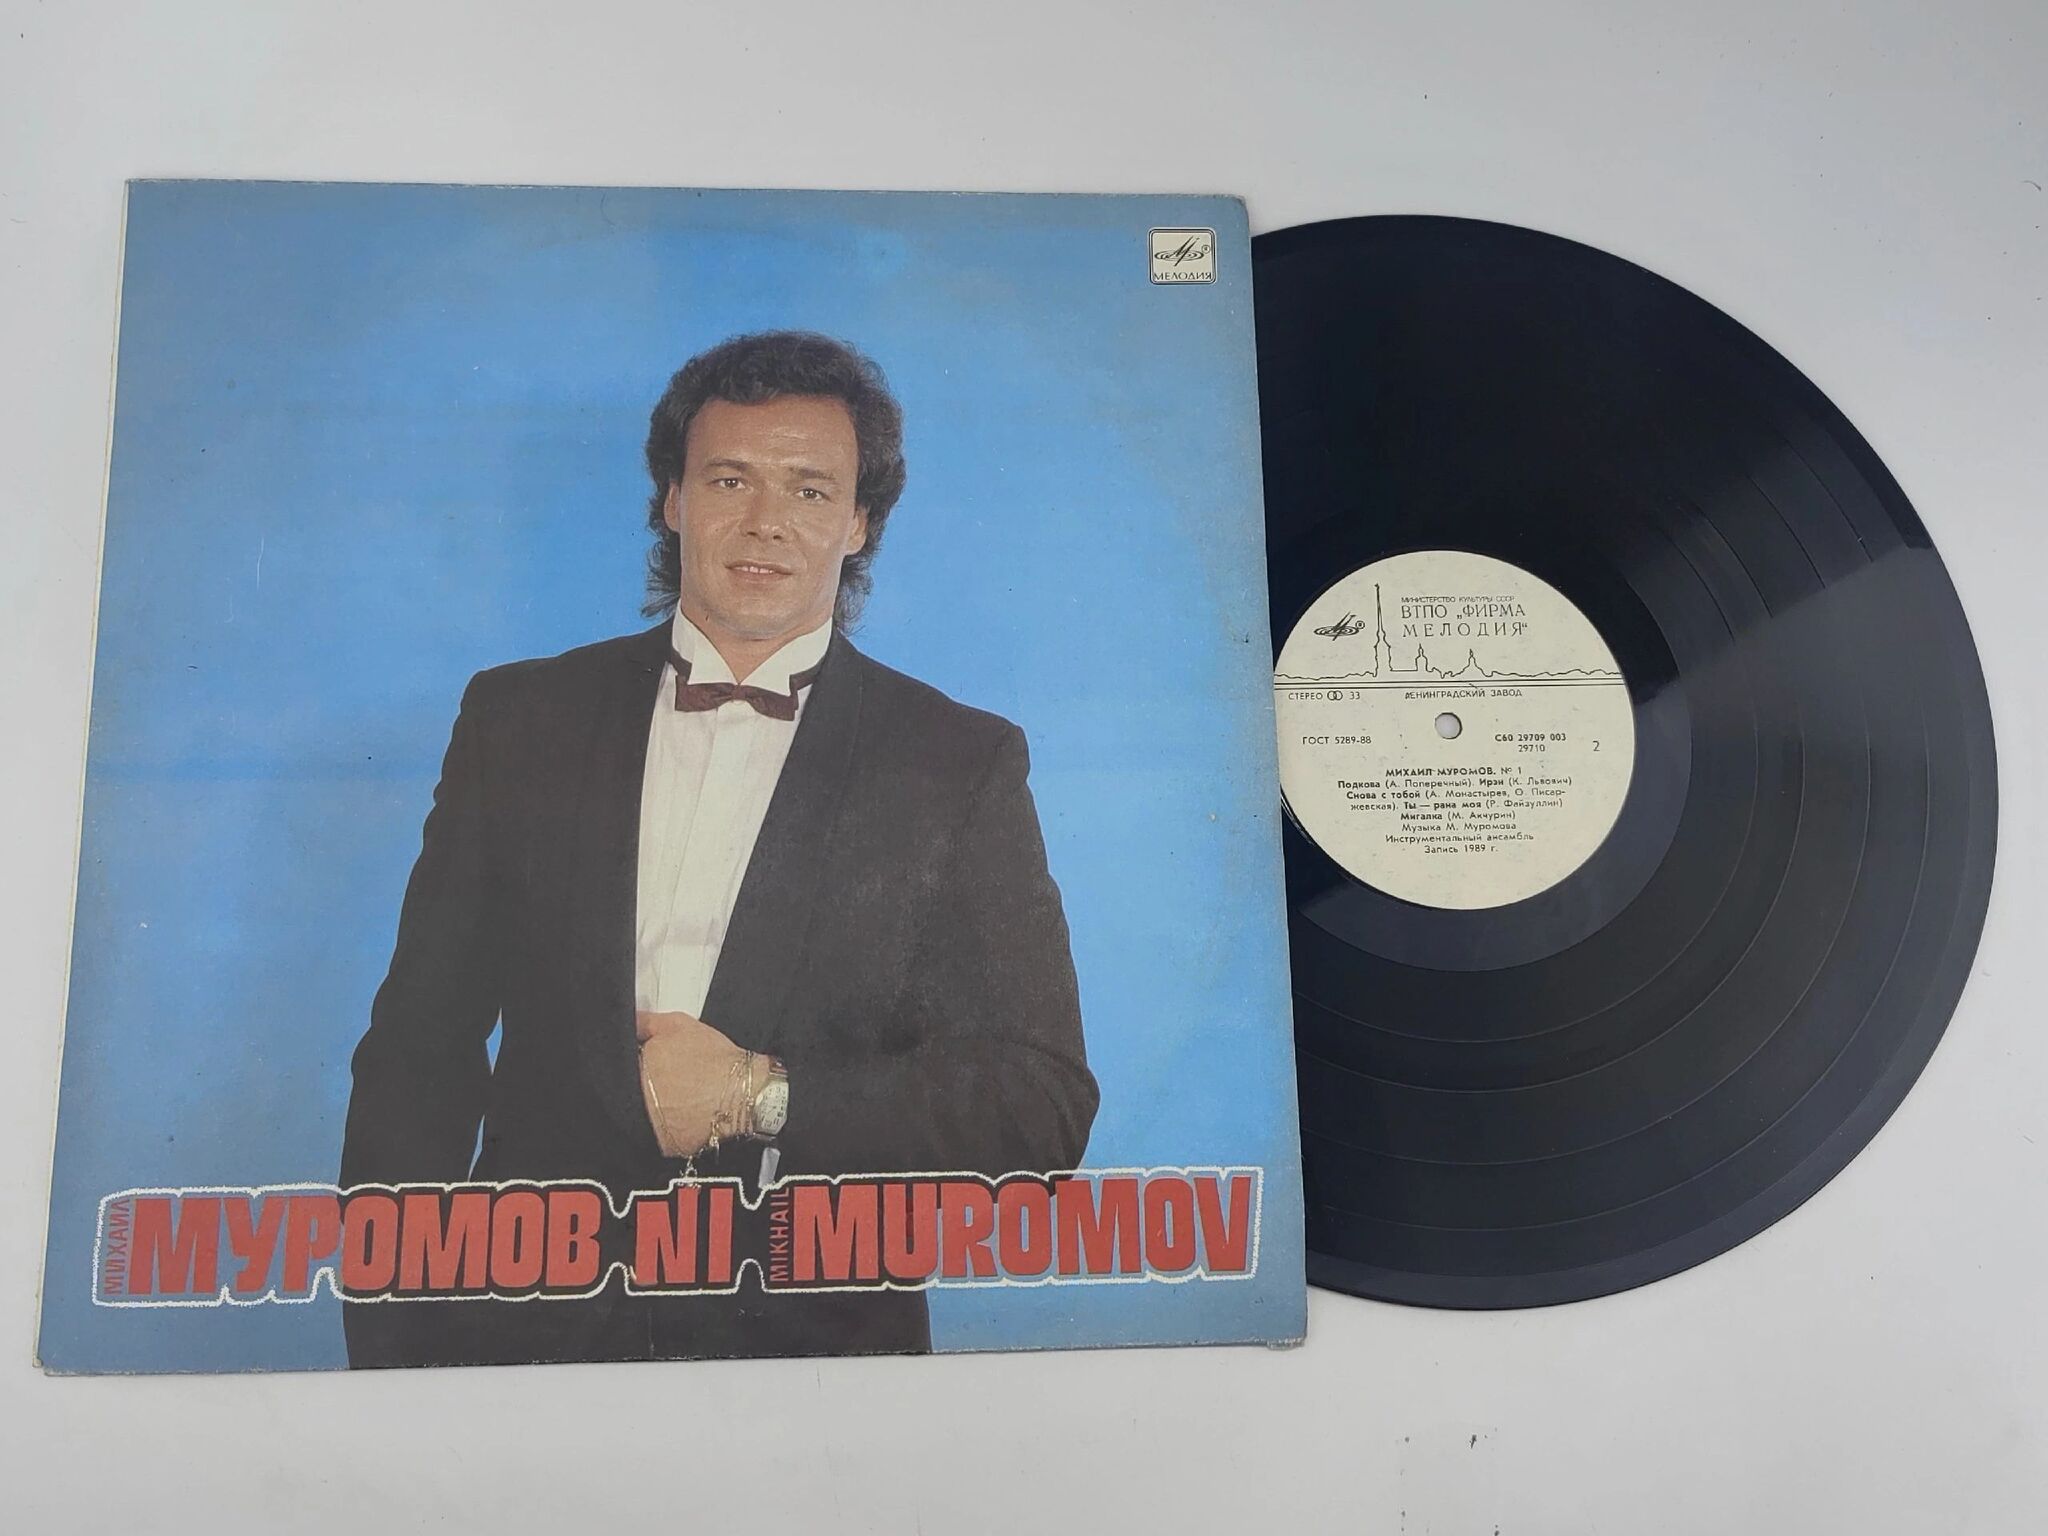 МЕЛОДИЯ
МИХАИЛ
МУРОМОВ N1
MIKHAIL
MUROMOV
МИНИСТЕРСТВО КУЛЬТУРЫ СССР
ВТПО „ФИРМА
МЕЛОДИЯ“
СТЕРЕО 33 ЛЕНИНГРАДСКИЙ ЗАВОД
ГОСТ 5289-88 С60 29709 003
29710 2
МИХАИЛ МУРОМОВ. № 1
Подкова (А. Поперечный). Ирэн (К. Львович)
Снова с тобой (А. Монастырев, О. Писар-
жевская). Ты — рана моя (Р. Файзуллин)
Мигалка (М. Акчурин)
Музыка М. Муромова
Инструментальный ансамбль
Запись 1989 г.